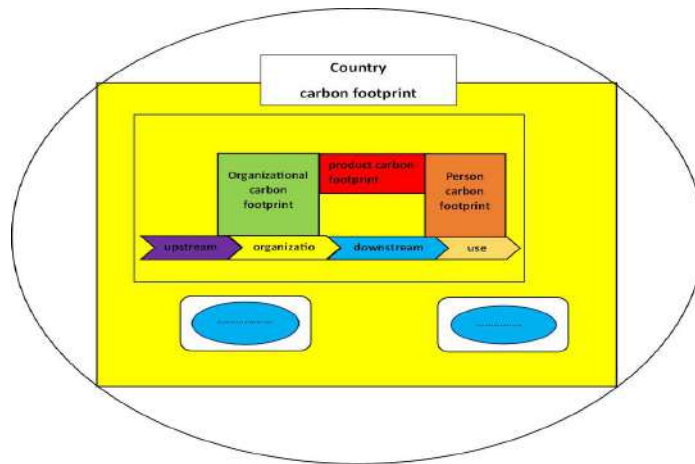 Country
carbon footprint
Organizational
carbon
footprint
product carbon
footprint
Person
carbon
footprint
upstream
organizatio
downstream
use